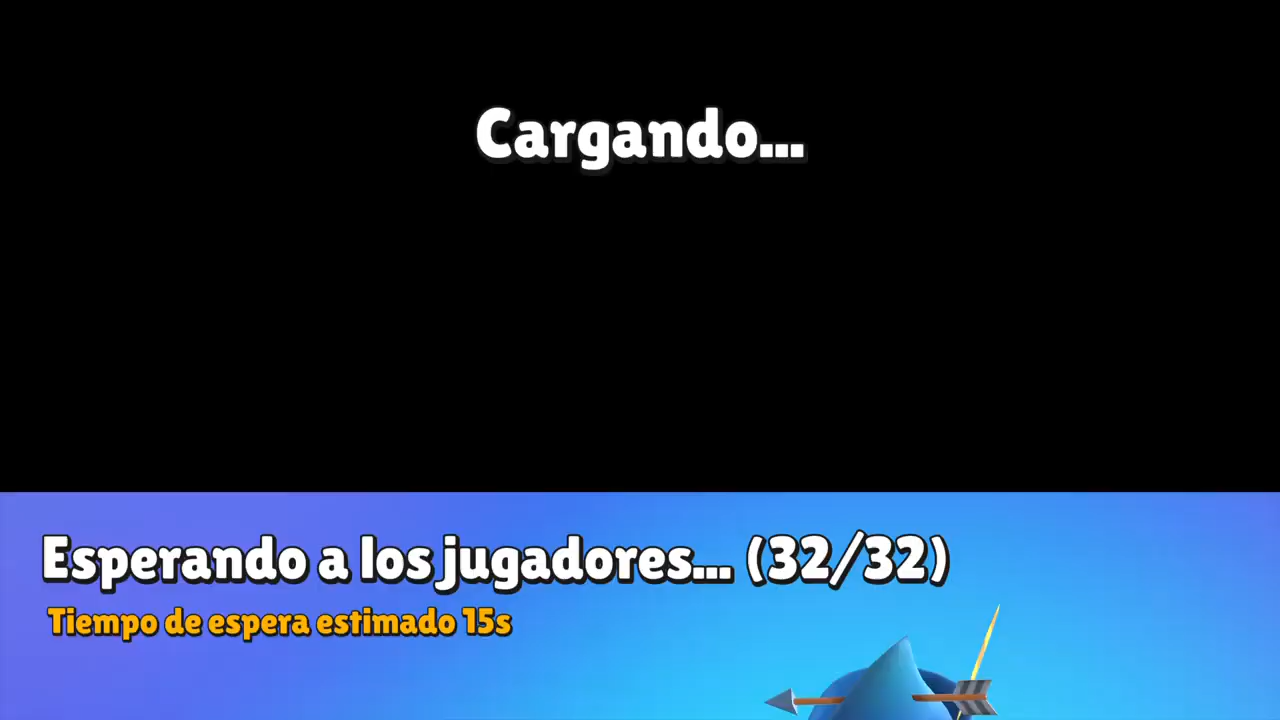 Cargando...
Esperando a los jugadores... (32/32)
Tiempo de espera estimado 15s